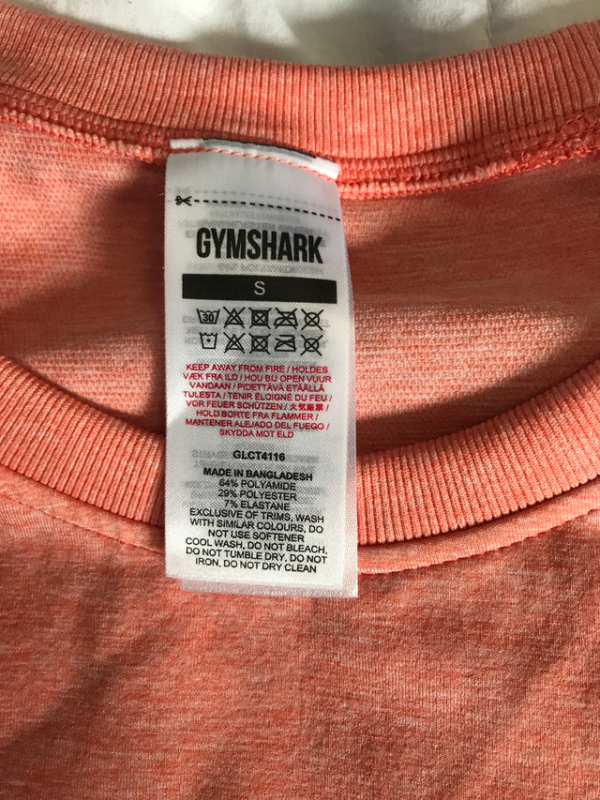 GYMSHARK
S
30
KEEP AWAY FROM FIRE / HOLDES
VÆK FRA ILD / HOU BIJ OPEN VUUR
VANDAAN / PIDETTÄVÄ ETÄÄLLÄ
TULESTA / TENIR ÉLOIGNÉ DU FEU /
VOR FEUER SCHÜTZEN / 火気厳禁 /
HOLD BORTE FRA FLAMMER /
MANTENER ALEJADO DEL FUEGO /
SKYDDA MOT ELD
GLCT4116
MADE IN BANGLADESH
64% POLYAMIDE
29% POLYESTER
7% ELASTANE
EXCLUSIVE OF TRIMS, WASH
WITH SIMILAR COLOURS, DO
NOT USE SOFTENER
COOL WASH, DO NOT BLEACH,
DO NOT TUMBLE DRY, DO NOT
IRON, DO NOT DRY CLEAN